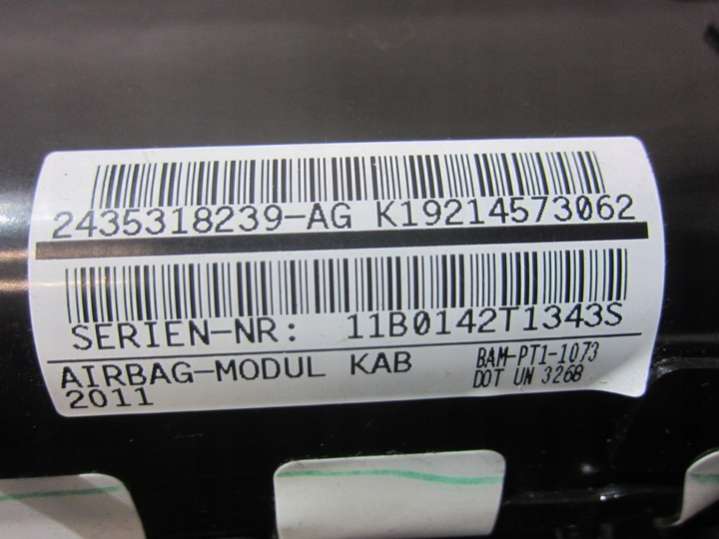 2435318239-AG K19214573062
SERIEN-NR: 11B0142T1343S
AIRBAG-MODUL KAB BAM-PT1-1073
2011 DOT UN 3268